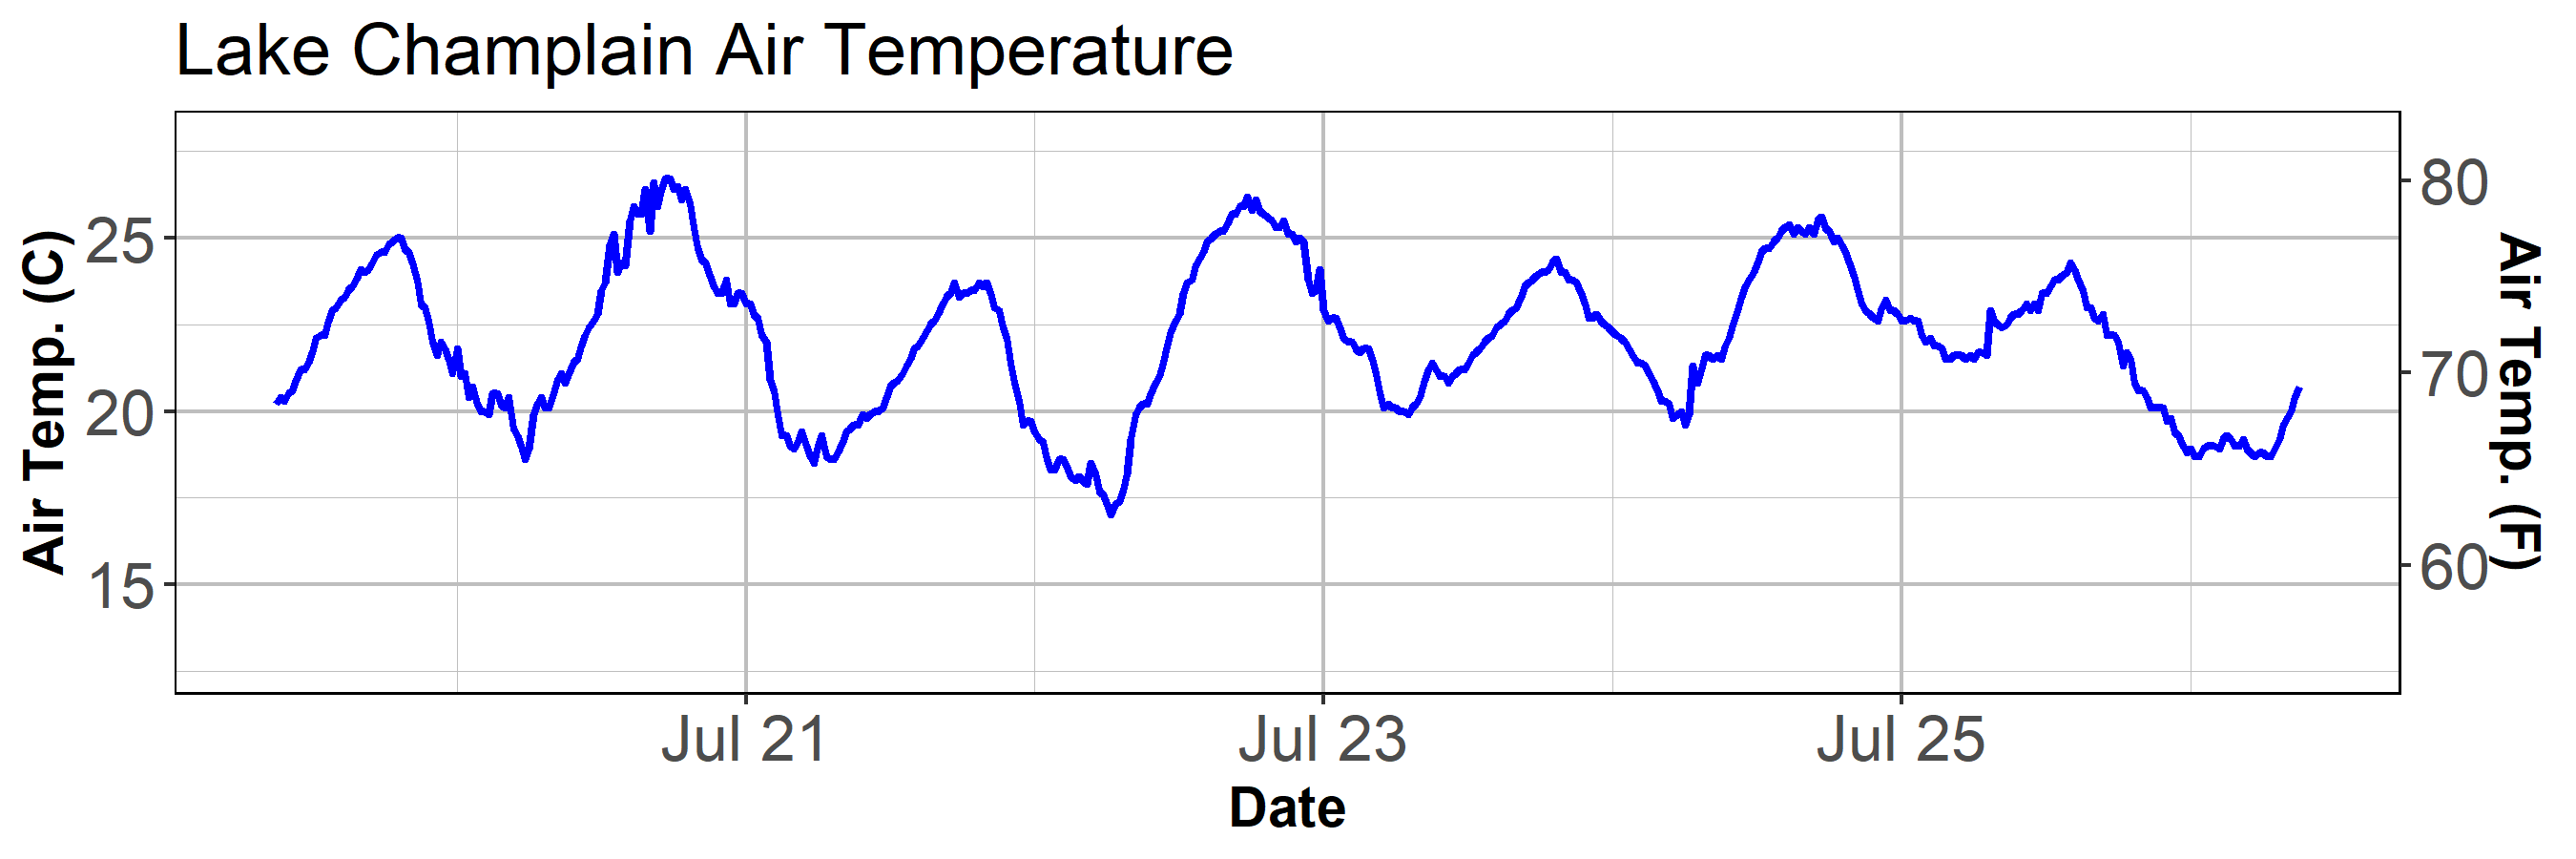 Lake Champlain Air Temperature
Air Temp. (C)
25
20
15
80
70
60
Air Temp. (F)
Jul 21
Jul 23
Jul 25
Date